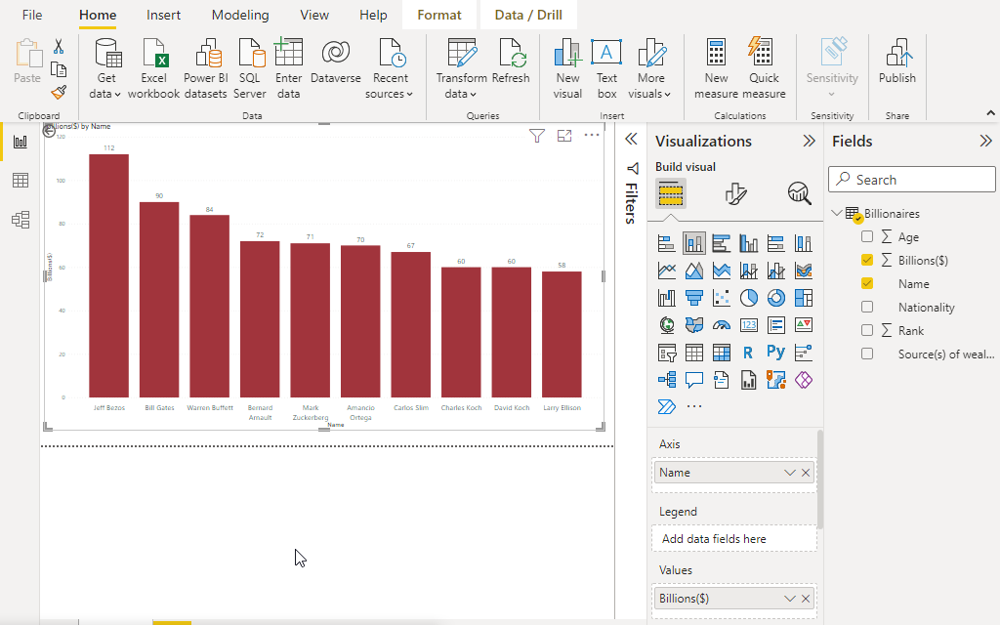 File Home Insert Modeling View Help Format Data / Drill
Paste
Get data
Excel workbook
Power BI datasets
SQL Server
Enter data
Dataverse
Recent sources
Transform data
Refresh
New visual
Text box
More visuals
New measure
Quick measure
Sensitivity
Publish
Clipboard Data Queries Insert Calculations Sensitivity Share
Billions($) by Name
120
100
80
60
40
20
0
Billions($)
112 90 84 72 71 70 67 60 60 58
Jeff Bezos
Bill Gates
Warren Buffett
Bernard Arnault
Mark Zuckerberg
Amancio Ortega
Carlos Slim
Charles Koch
David Koch
Larry Ellison
Name
Filters
Visualizations
Build visual
123
R Py
Axis
Name
Legend
Add data fields here
Values
Billions($)
Fields
Search
Billionaires
Age
Billions($)
Name
Nationality
Rank
Source(s) of weal...